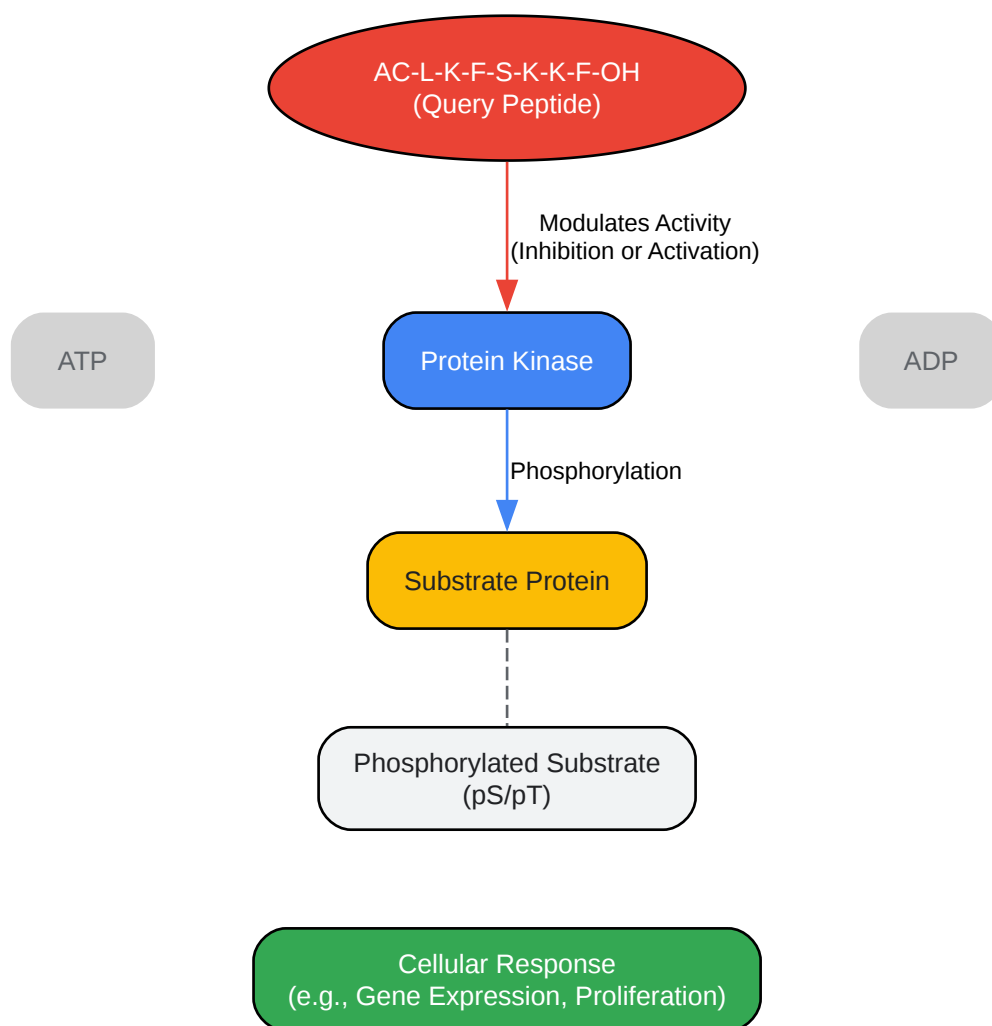 AC-L-K-F-S-K-K-F-OH
(Query Peptide)
Modulates Activity
(Inhibition or Activation)
ATP
Protein Kinase
ADP
Phosphorylation
Substrate Protein
Phosphorylated Substrate
(pS/pT)
Cellular Response
(e.g., Gene Expression, Proliferation)